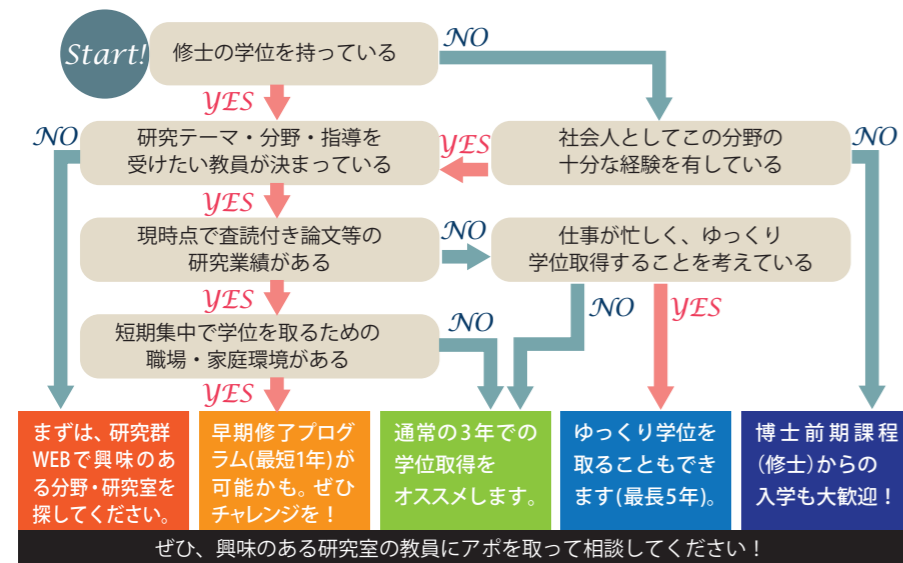 Start!
修士の学位を持っている
NO
YES
NO
研究テーマ・分野・指導を
受けたい教員が決まっている
YES
社会人としてこの分野の
十分な経験を有している
NO
YES
現時点で査読付き論文等の
研究業績がある
NO
仕事が忙しく、ゆっくり
学位取得することを考えている
YES
NO
YES
短期集中で学位を取るための
職場・家庭環境がある
NO
YES
まずは、研究群
WEBで興味のあ
る分野・研究室を
探してください。
早期修了プログ
ラム(最短1年)が
可能かも。ぜひ
チャレンジを！
通常の3年での
学位取得を
オススメします。
ゆっくり学位を
取ることもでき
ます(最長5年)。
博士前期課程
(修士)からの
入学も大歓迎！
ぜひ、興味のある研究室の教員にアポを取って相談してください！